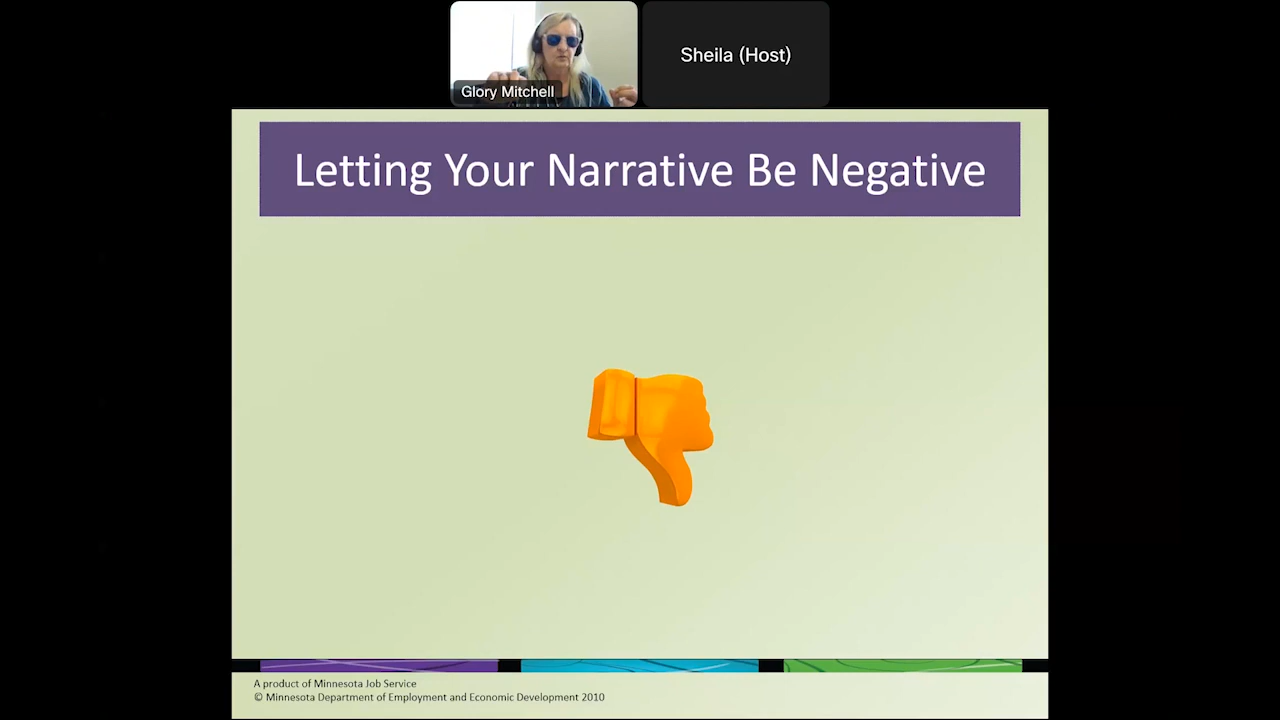 Glory Mitchell
Sheila (Host)
Letting Your Narrative Be Negative
A product of Minnesota Job Service
© Minnesota Department of Employment and Economic Development 2010